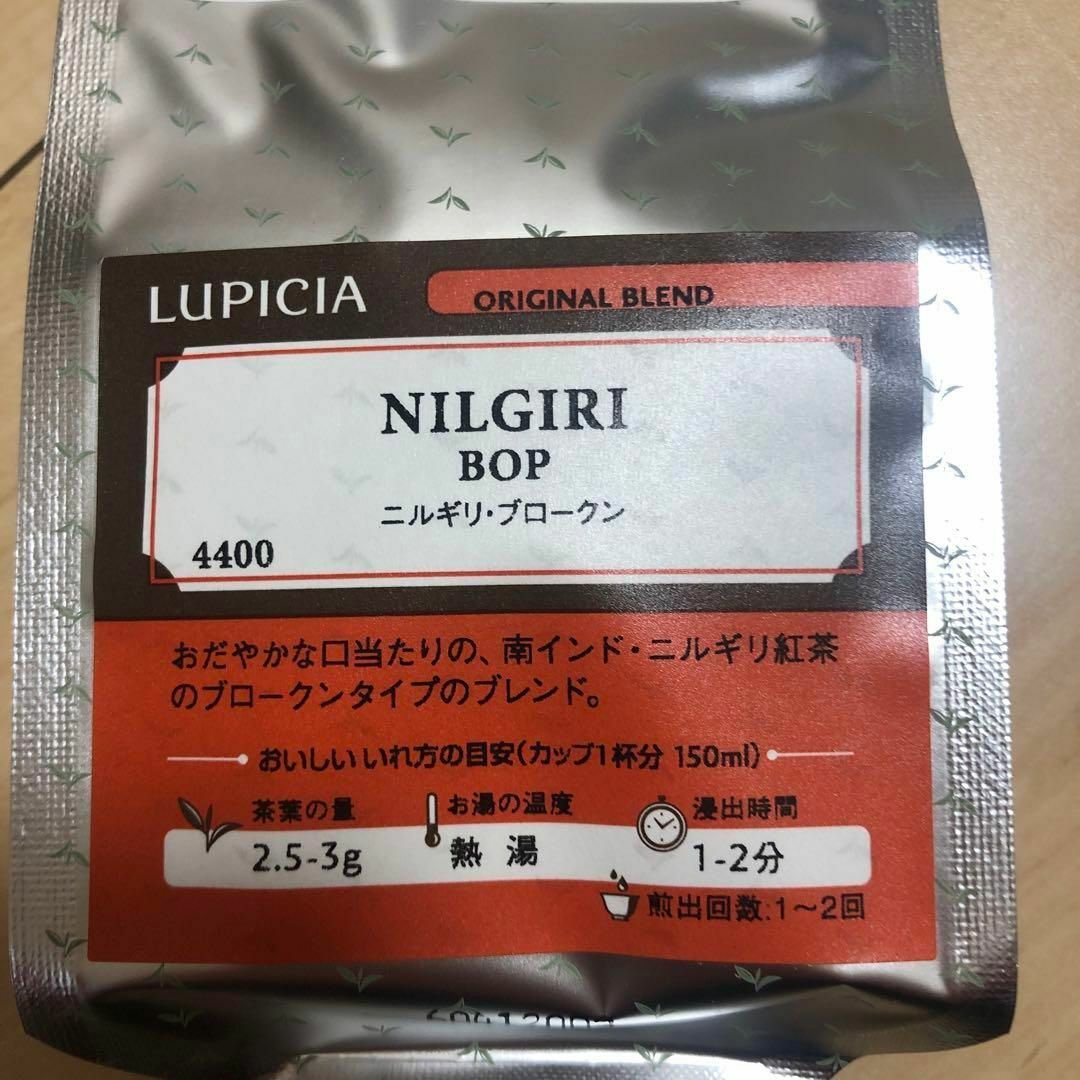 LUPICIA
ORIGINAL BLEND
NILGIRI
BOP
ニルギリ・ブロークン
4400
おだやかな口当たりの、南インド・ニルギリ紅茶
のブロークンタイプのブレンド。
おいしいいれ方の目安(カップ1杯分 150ml)
茶葉の量 お湯の温度 浸出時間
2.5-3g 熱湯 1-2分
煎出回数:1～2回